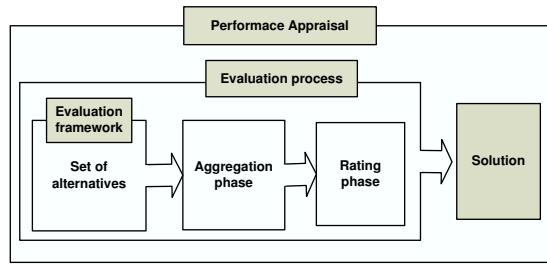 Performace Appraisal
Evaluation process
Evaluation
framework
Set of
alternatives
Aggregation
phase
Rating
phase
Solution